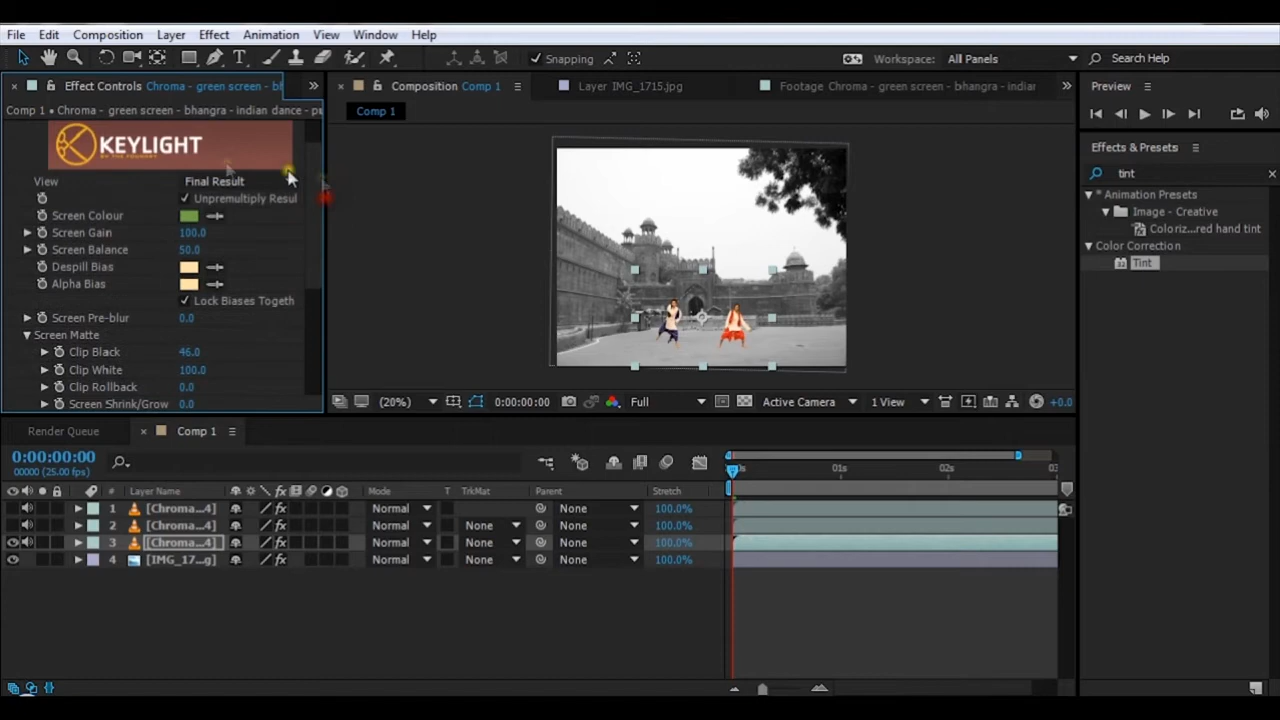 File Edit Composition Layer Effect Animation View Window Help
Snapping Workspace: All Panels Search Help
Effect Controls Chroma - green screen - bh
Composition Comp 1 Layer IMG_1715.jpg Footage Chroma - green screen - bhangra - indian
Preview
Comp 1 • Chroma - green screen - bhangra - indian dance - pu
Comp 1
KEYLIGHT
BY THE FOUNDRY
Effects & Presets
tint
View Final Result
Unpremultiply Resul
Screen Colour
Screen Gain 100.0
Screen Balance 50.0
Despill Bias
Alpha Bias
Lock Biases Togeth
Screen Pre-blur 0.0
Screen Matte
Clip Black 46.0
Clip White 100.0
Clip Rollback 0.0
Screen Shrink/Grow 0.0
* Animation Presets
Image - Creative
Coloriz...red hand tint
Color Correction
Tint
(20%) 0:00:00:00 Full Active Camera 1 View +0.0
Render Queue Comp 1
0:00:00:00
00000 (25.00 fps)
01s 02s 03
# Layer Name Mode T TrkMat Parent Stretch
1 [Chroma...4] Normal None 100.0%
2 [Chroma...4] Normal None None 100.0%
3 [Chroma...4] Normal None None 100.0%
4 [IMG_17...g] Normal None None 100.0%